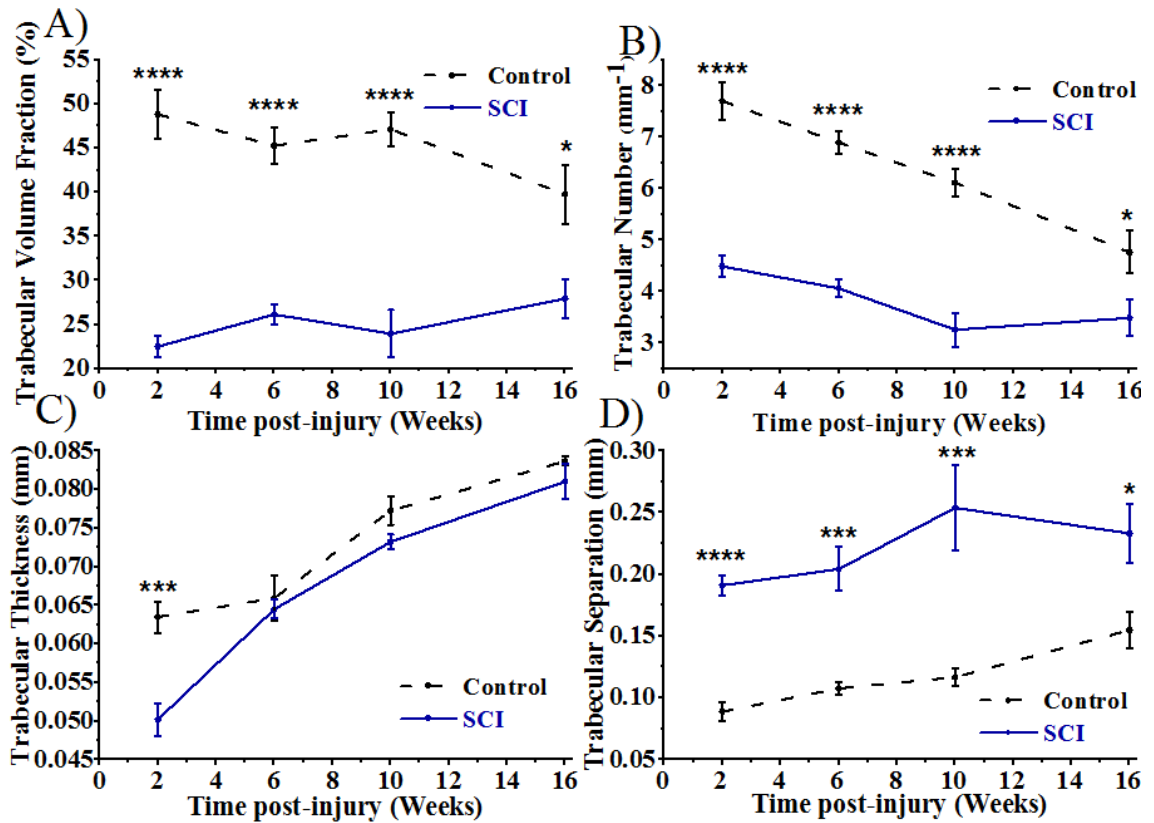 A)
Trabecular Volume Fraction (%)
55
50
45
40
35
30
25
20
****
****
****
*
Control
SCI
0 2 4 6 8 10 12 14 16
Time post-injury (Weeks)
B)
Trabecular Number (mm⁻¹)
8
7
6
5
4
3
****
****
****
*
Control
SCI
0 2 4 6 8 10 12 14 16
Time post-injury (Weeks)
C)
Trabecular Thickness (mm)
0.085
0.080
0.075
0.070
0.065
0.060
0.055
0.050
0.045
***
Control
SCI
0 2 4 6 8 10 12 14 16
Time post-injury (Weeks)
D)
Trabecular Separation (mm)
0.30
0.25
0.20
0.15
0.10
0.05
****
***
***
*
Control
SCI
0 2 4 6 8 10 12 14 16
Time post-injury (Weeks)